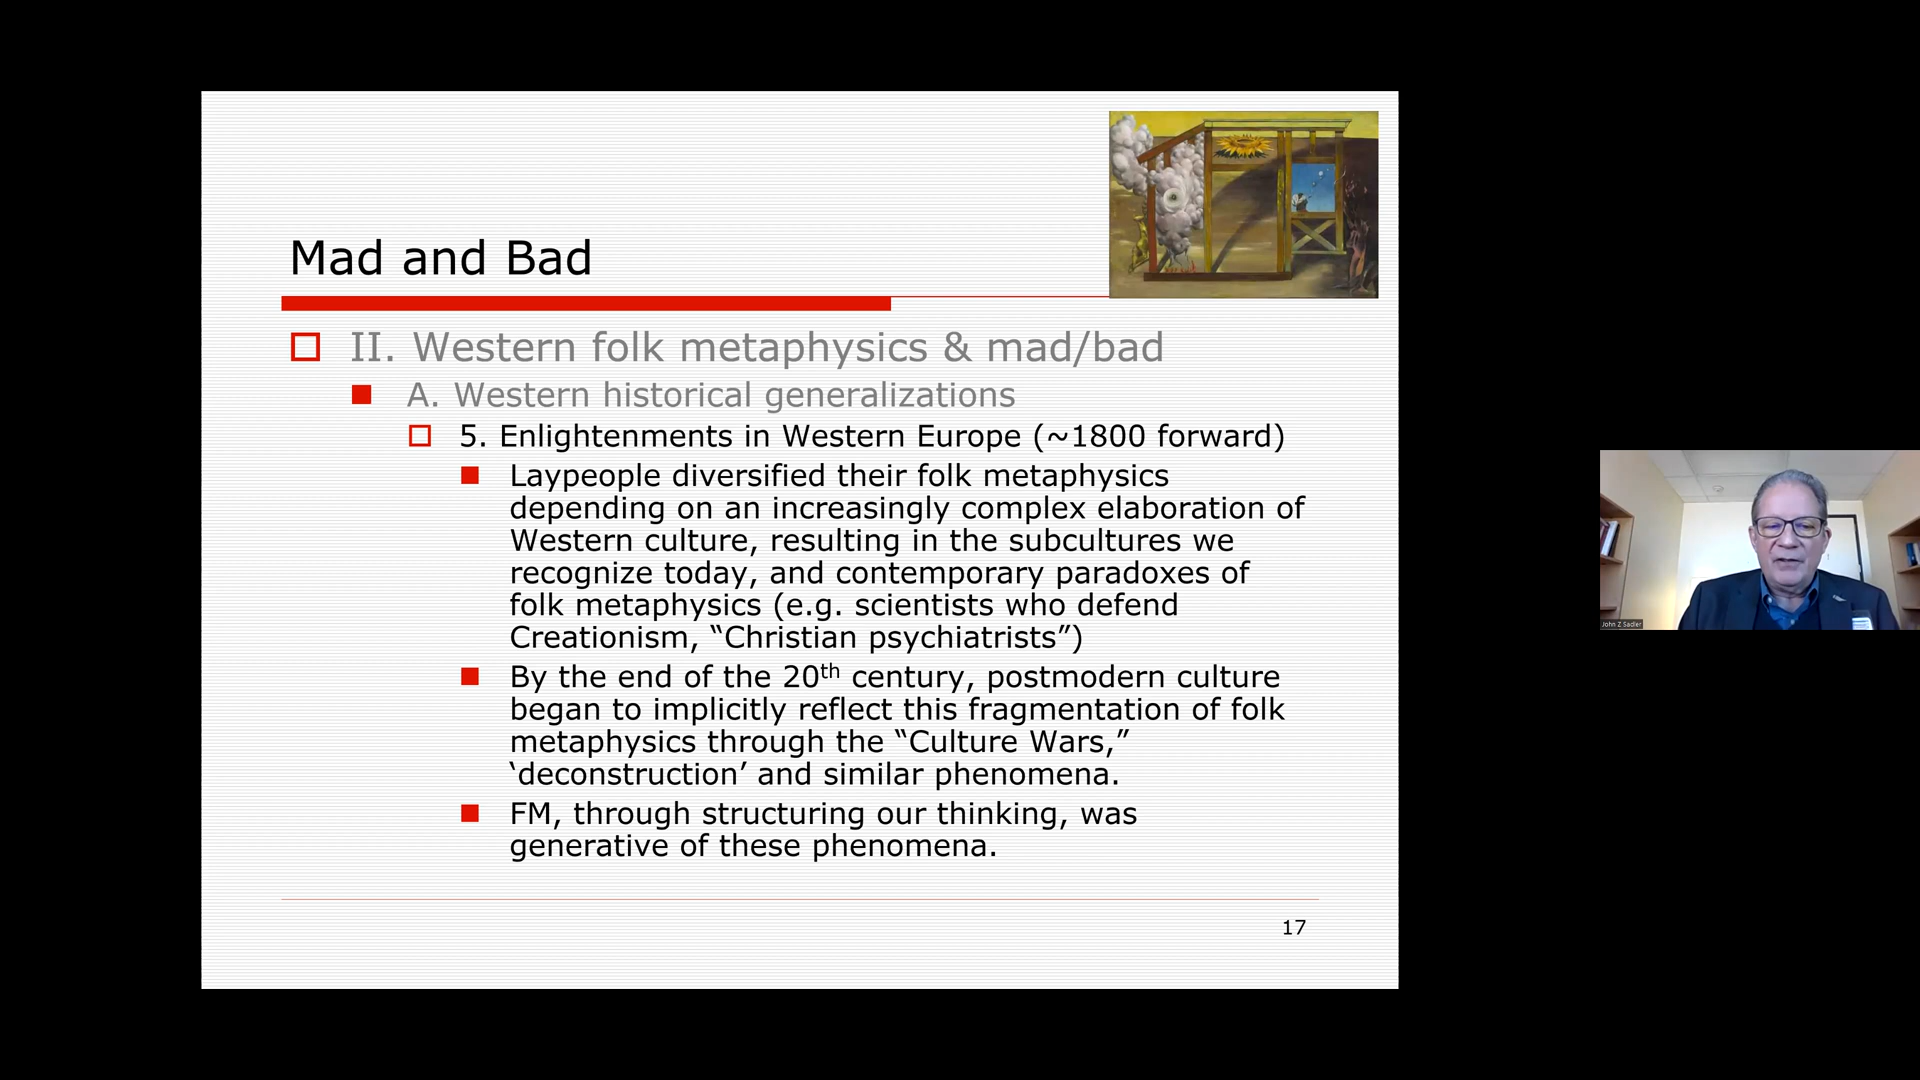 Mad and Bad
II. Western folk metaphysics & mad/bad
A. Western historical generalizations
5. Enlightenments in Western Europe (~1800 forward)
Laypeople diversified their folk metaphysics
depending on an increasingly complex elaboration of
Western culture, resulting in the subcultures we
recognize today, and contemporary paradoxes of
folk metaphysics (e.g. scientists who defend
Creationism, “Christian psychiatrists”)
By the end of the 20th century, postmodern culture
began to implicitly reflect this fragmentation of folk
metaphysics through the “Culture Wars,”
‘deconstruction’ and similar phenomena.
FM, through structuring our thinking, was
generative of these phenomena.
17
John Z Sadler